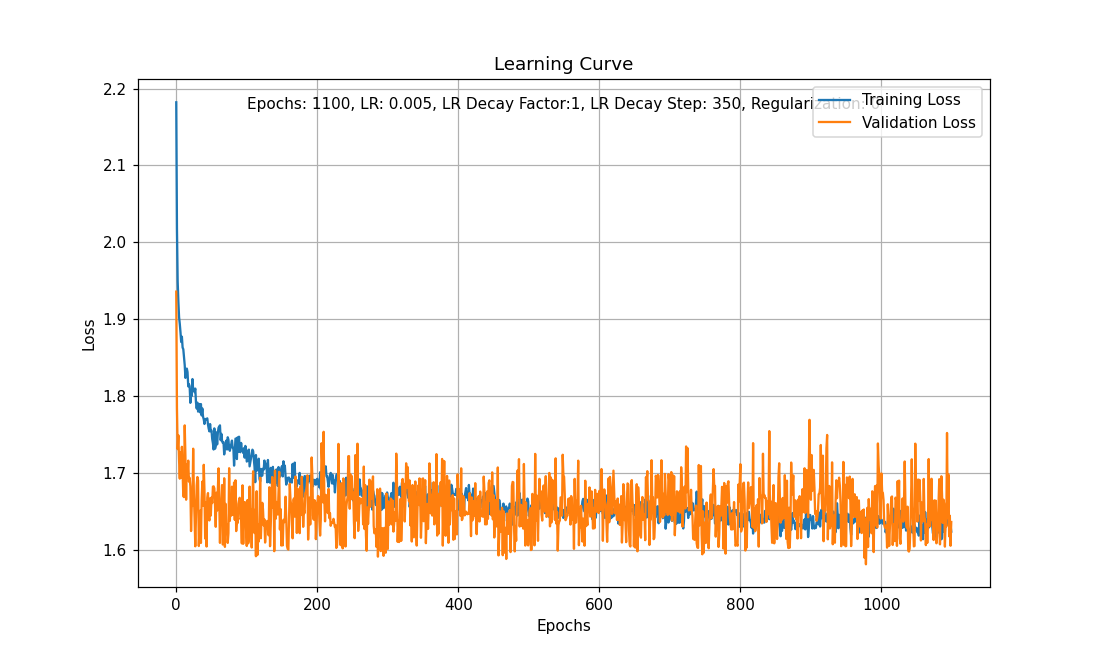 Learning Curve
Epochs: 1100, LR: 0.005, LR Decay Factor:1, LR Decay Step: 350, Regularization: 0
Training Loss
Validation Loss
2.2
2.1
2.0
1.9
1.8
1.7
1.6
Loss
0 200 400 600 800 1000
Epochs